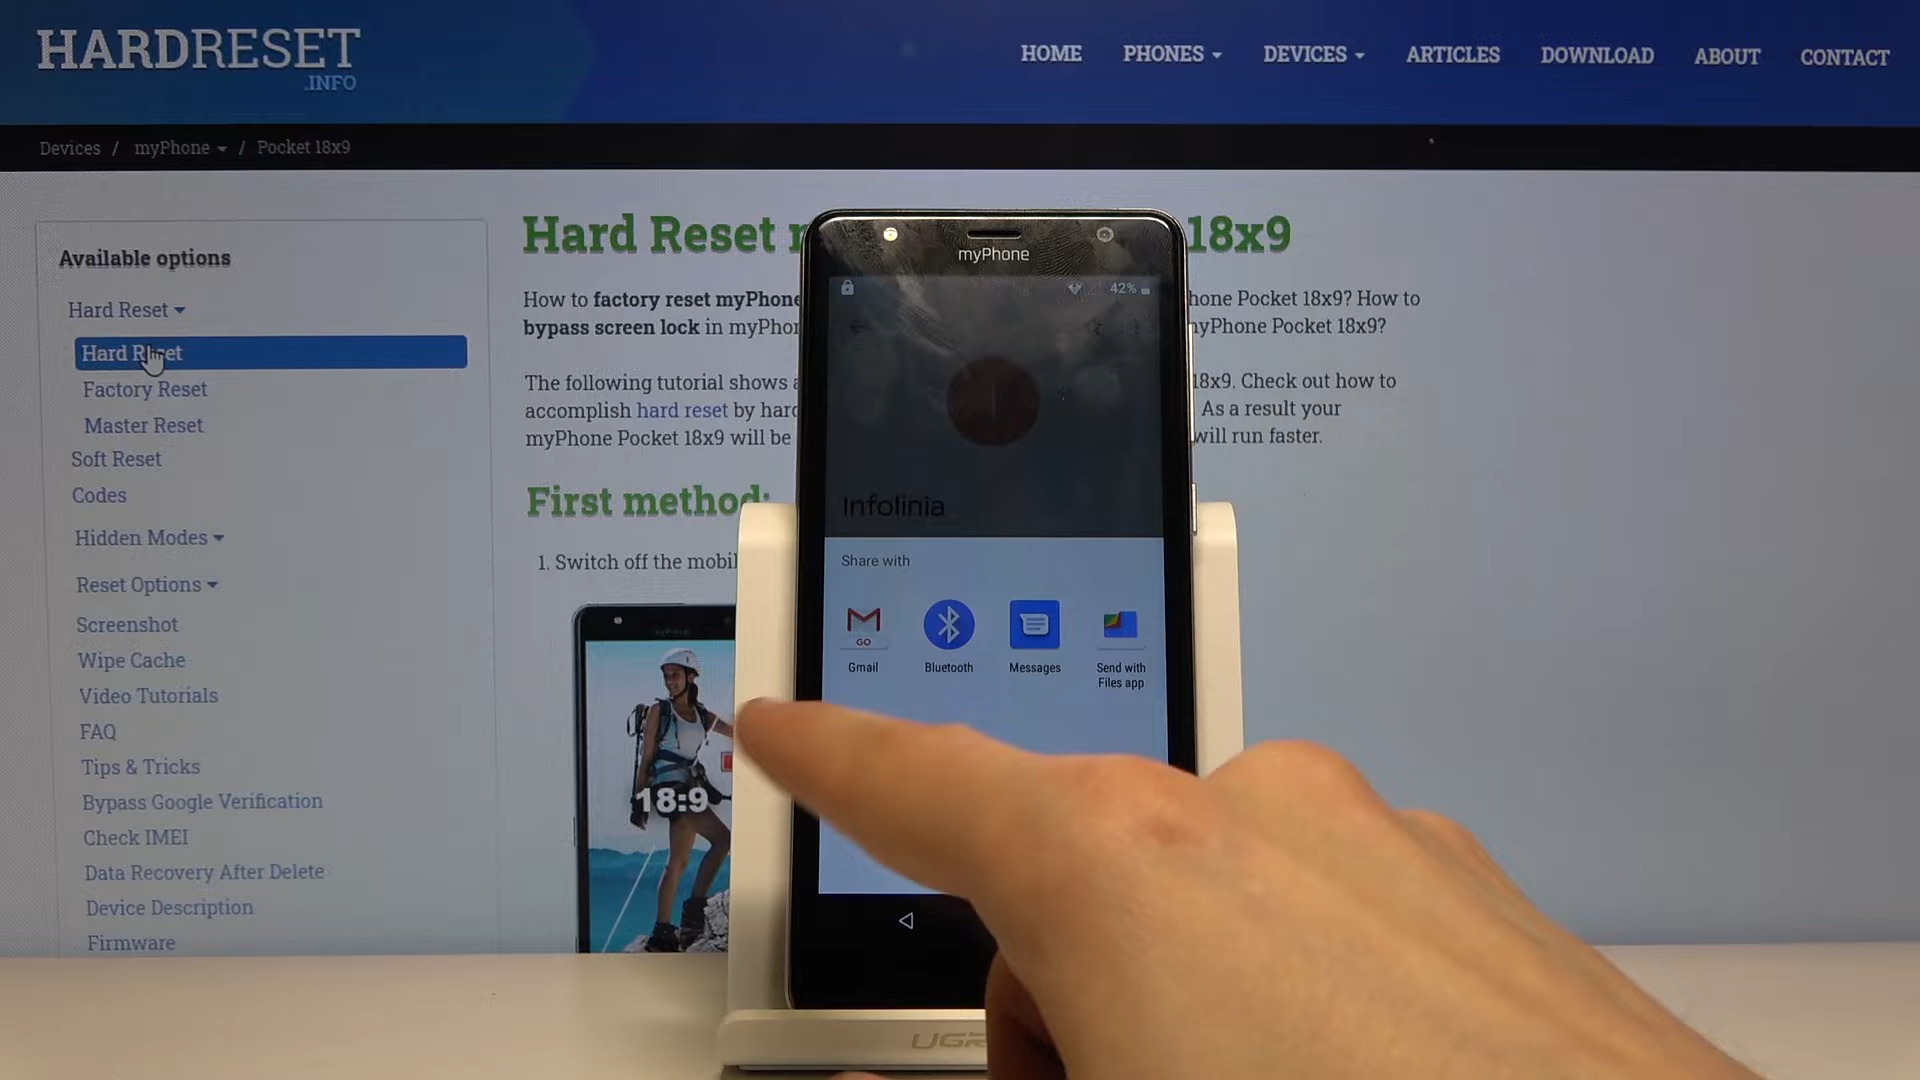 HARDRESET
.INFO
HOME PHONES DEVICES ARTICLES DOWNLOAD ABOUT CONTACT
Devices / myPhone / Pocket 18x9
Available options
Hard Reset
Hard Reset
Factory Reset
Master Reset
Soft Reset
Codes
Hidden Modes
Reset Options
Screenshot
Wipe Cache
Video Tutorials
FAQ
Tips & Tricks
Bypass Google Verification
Check IMEI
Data Recovery After Delete
Device Description
Firmware
Hard Reset 18x9
How to factory reset myPhone hone Pocket 18x9? How to
bypass screen lock in myPhon yPhone Pocket 18x9?
The following tutorial shows a 18x9. Check out how to
accomplish hard reset by hard As a result your
myPhone Pocket 18x9 will be will run faster.
First method:
1. Switch off the mobil
18:9
myPhone
42%
Infolinia
Share with
GO
Gmail
Bluetooth
Messages
Send with
Files app